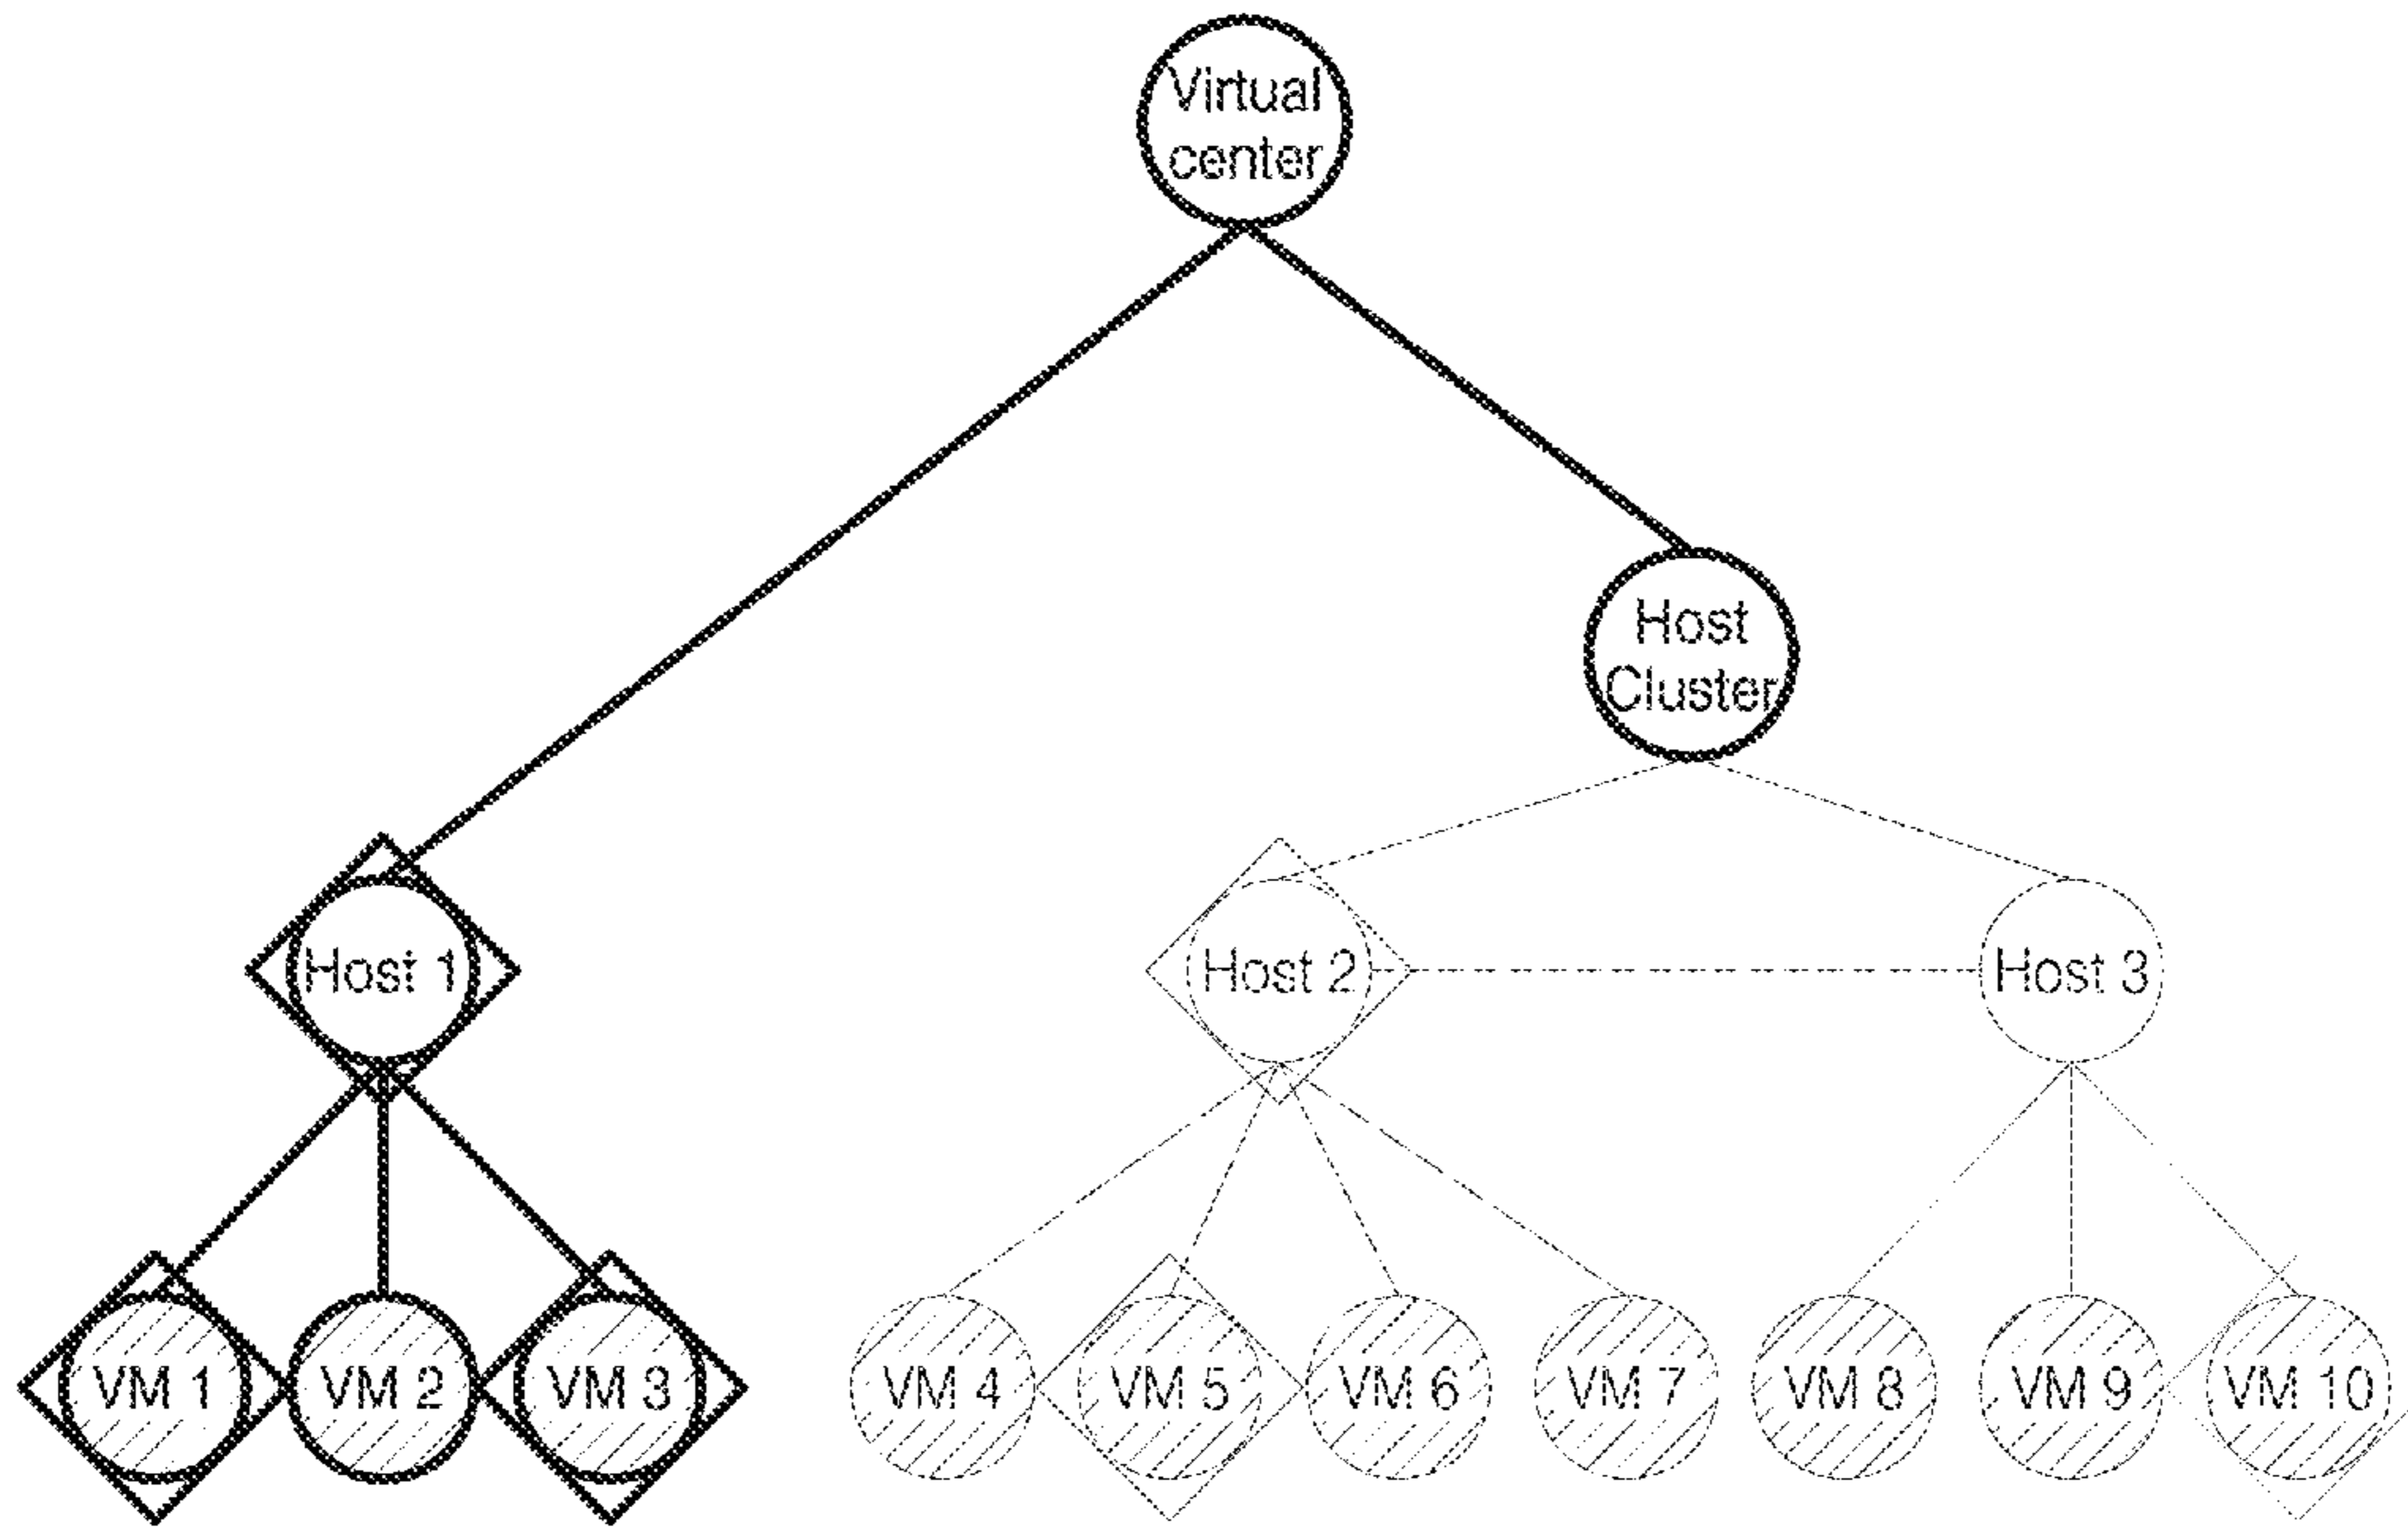 Virtual
center
Host
Cluster
Host 1
Host 2
Host 3
VM 1
VM 2
VM 3
VM 4
VM 5
VM 6
VM 7
VM 8
VM 9
VM 10